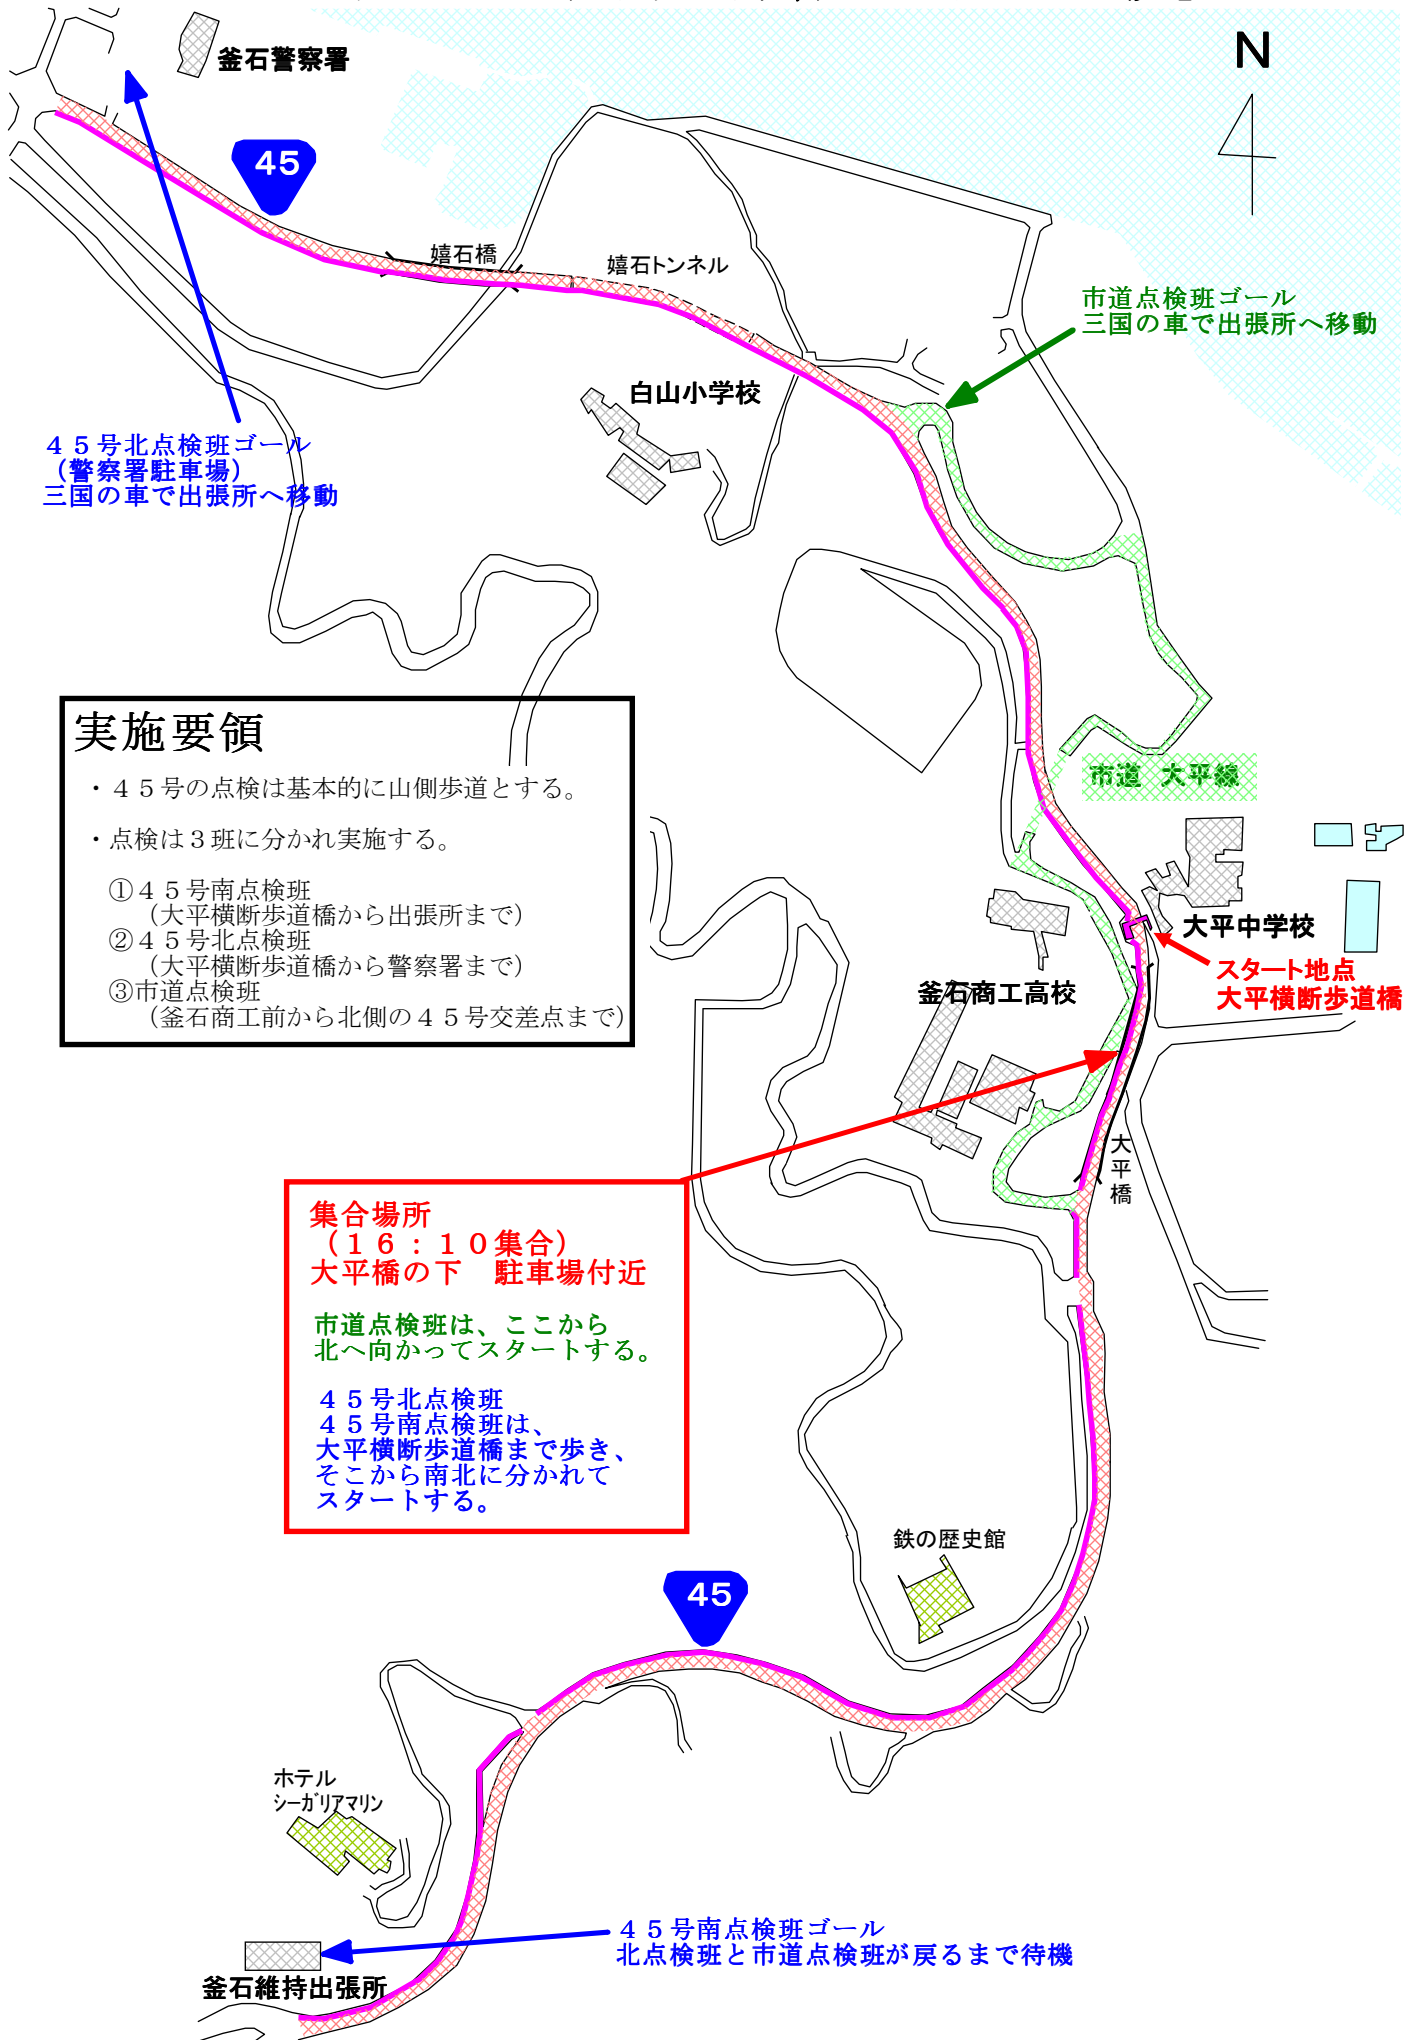 N
釜石警察署
45
嬉石橋
嬉石トンネル
市道点検班ゴール
三国の車で出張所へ移動
白山小学校
４５号北点検班ゴール
（警察署駐車場）
三国の車で出張所へ移動
実施要領
・４５号の点検は基本的に山側歩道とする。
・点検は３班に分かれ実施する。
①４５号南点検班
（大平横断歩道橋から出張所まで）
②４５号北点検班
（大平横断歩道橋から警察署まで）
③市道点検班
（釜石商工前から北側の４５号交差点まで）
市道　大平線
大平中学校
スタート地点
大平横断歩道橋
釜石商工高校
大平橋
集合場所
（１６：１０集合）
大平橋の下　駐車場付近
市道点検班は、ここから
北へ向かってスタートする。
４５号北点検班
４５号南点検班は、
大平横断歩道橋まで歩き、
そこから南北に分かれて
スタートする。
鉄の歴史館
45
ホテル
シーガリアマリン
４５号南点検班ゴール
北点検班と市道点検班が戻るまで待機
釜石維持出張所